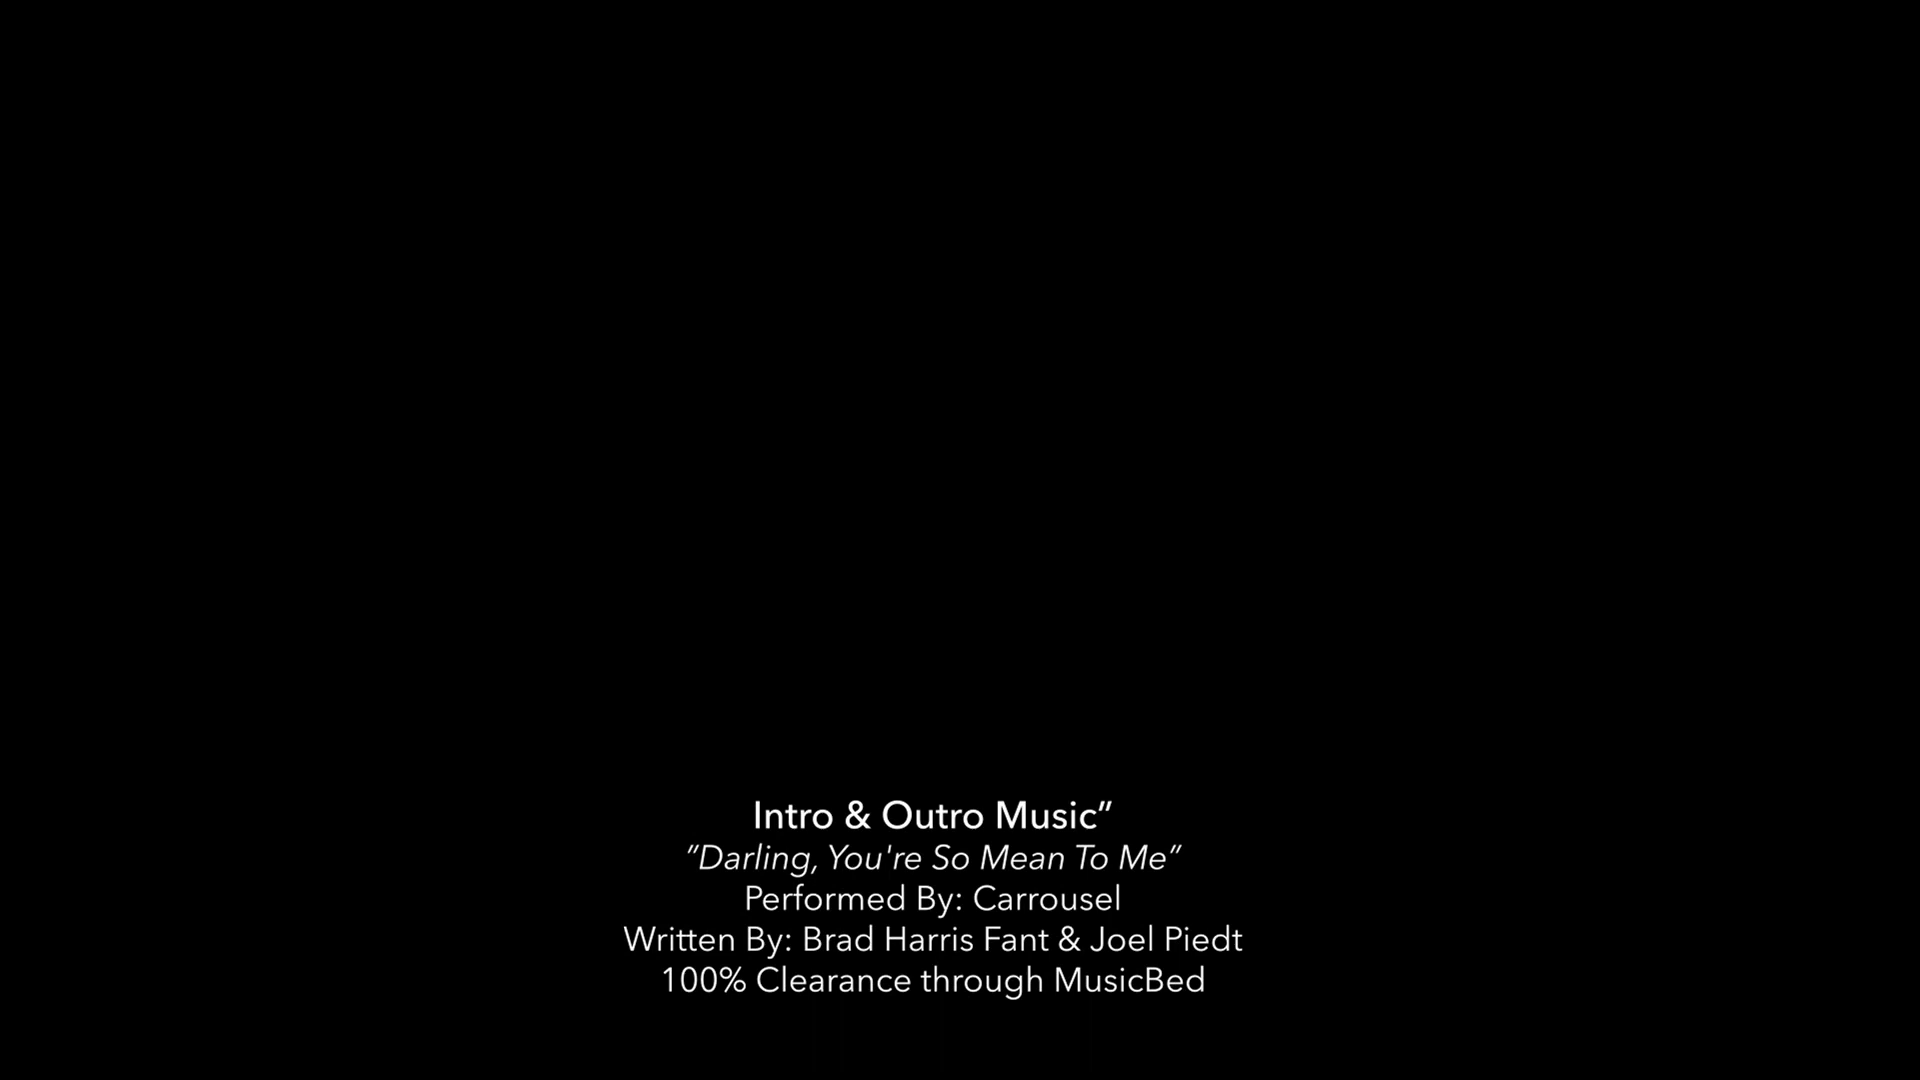 Intro & Outro Music”
”Darling, You're So Mean To Me”
Performed By: Carrousel
Written By: Brad Harris Fant & Joel Piedt
100% Clearance through MusicBed